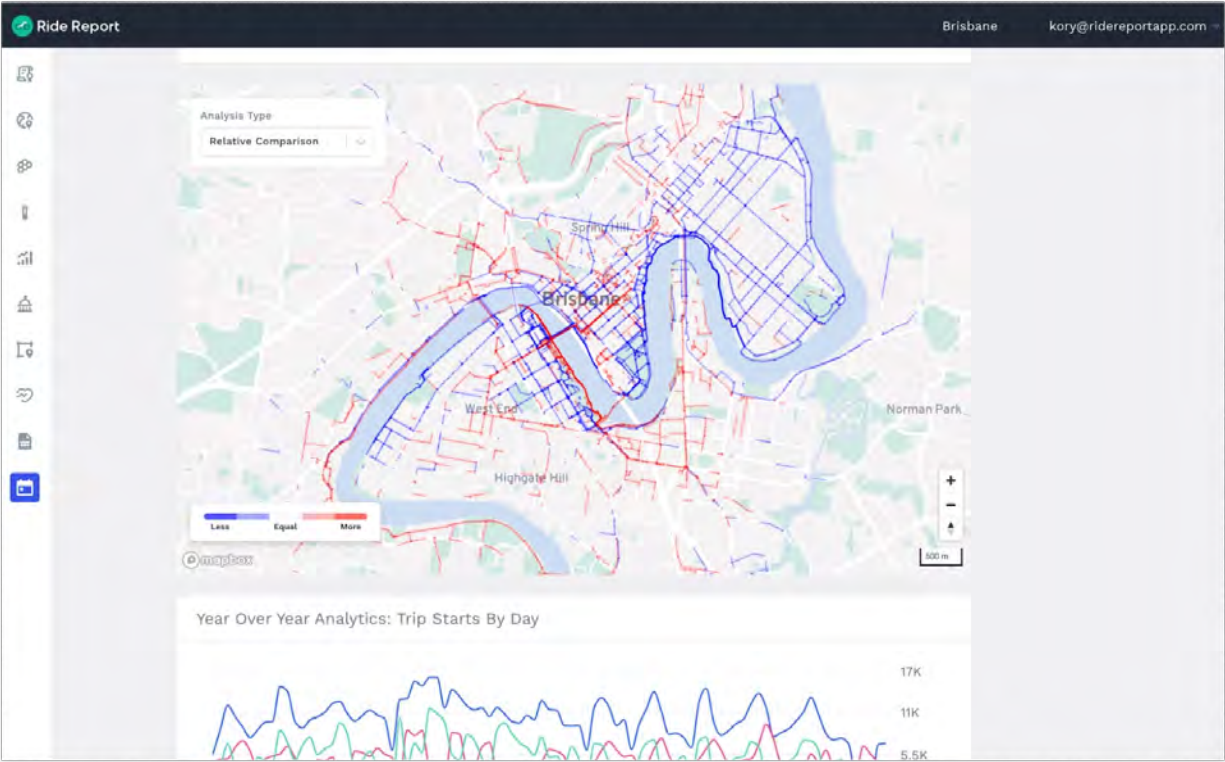 Ride Report
Brisbane
kory@ridereportapp.com
Analysis Type
Relative Comparison
Spring Hill
Brisbane
West End
Norman Park
Highgate Hill
Less Equal More
mapbox
500 m
Year Over Year Analytics: Trip Starts By Day
17K
11K
5.5K